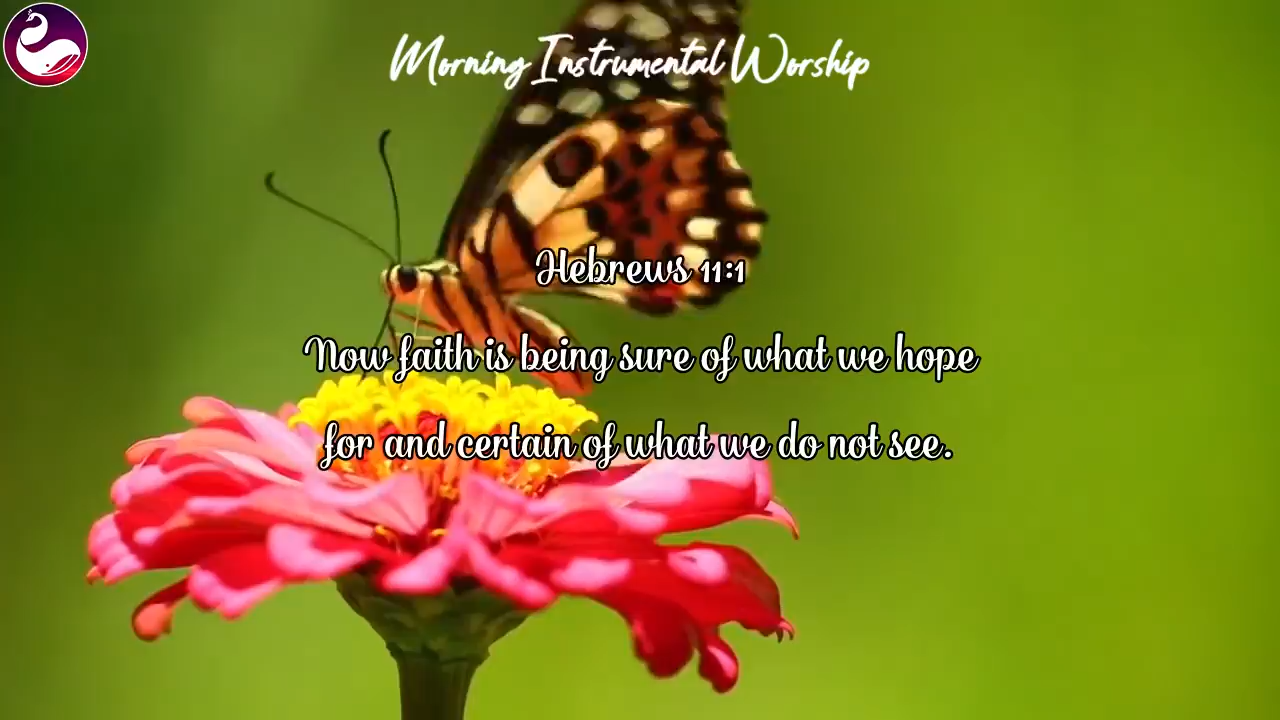 Morning Instrumental Worship
Hebrews 11:1
Now faith is being sure of what we hope
for and certain of what we do not see.